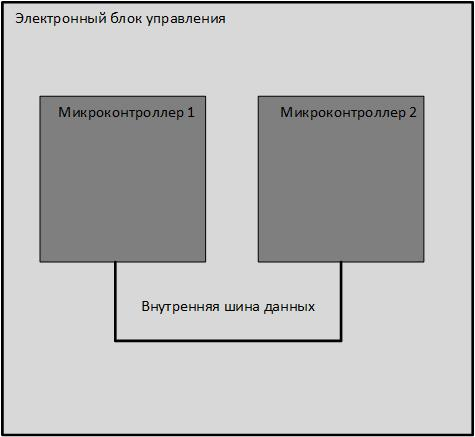 Электронный блок управления
Микроконтроллер 1
Микроконтроллер 2
Внутренняя шина данных